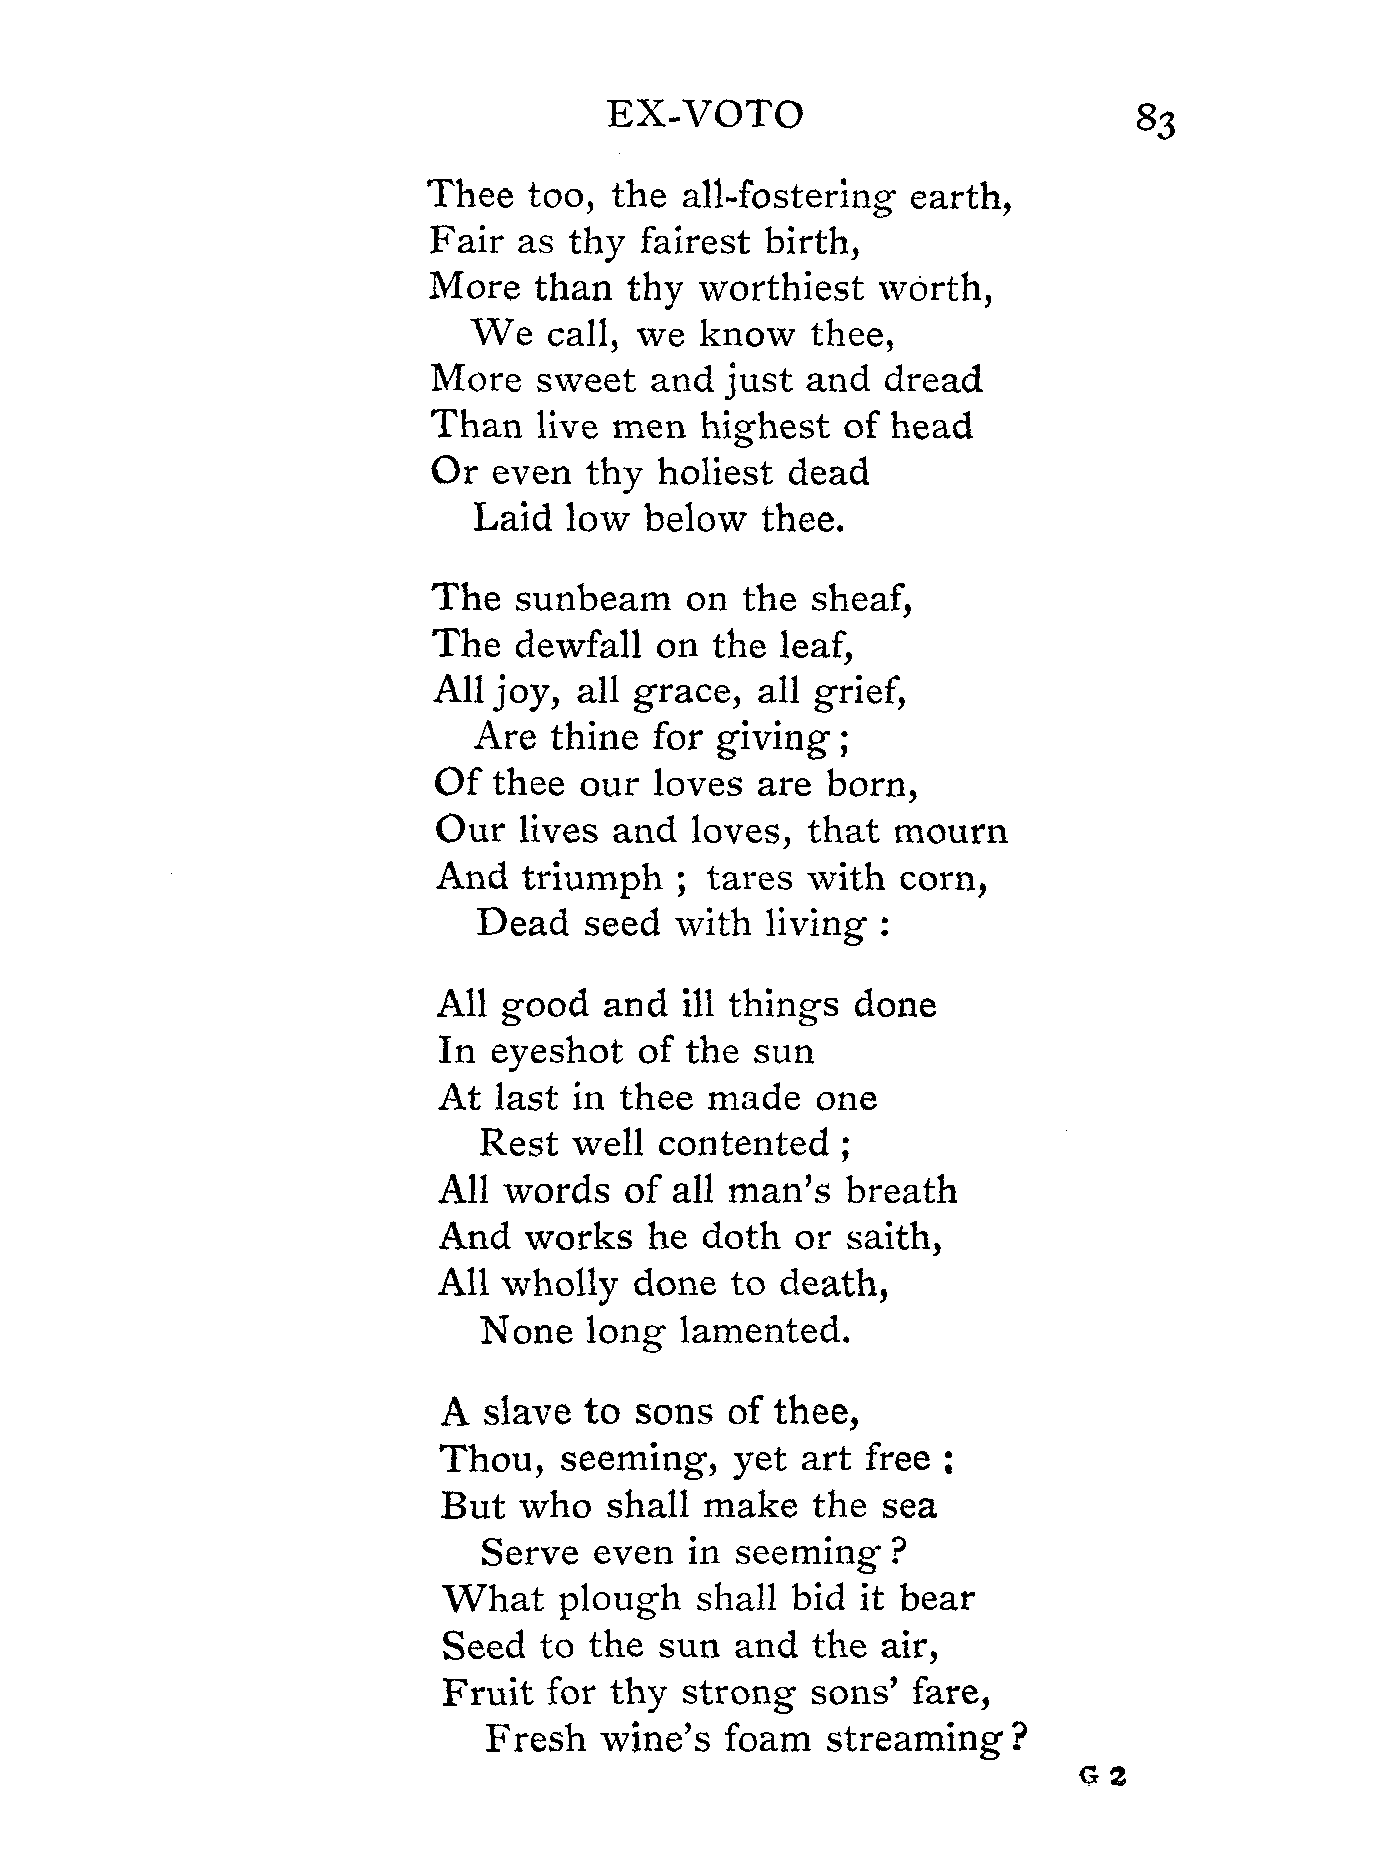 EX-VOTO 83
Thee too, the all-fostering earth,
Fair as thy fairest birth,
More than thy worthiest worth,
We call, we know thee,
More sweet and just and dread
Than live men highest of head
Or even thy holiest dead
Laid low below thee.
The sunbeam on the sheaf,
The dewfall on the leaf,
All joy, all grace, all grief,
Are thine for giving ;
Of thee our loves are born,
Our lives and loves, that mourn
And triumph ; tares with corn,
Dead seed with living :
All good and ill things done
In eyeshot of the sun
At last in thee made one
Rest well contented ;
All words of all man's breath
And works he doth or saith,
All wholly done to death,
None long lamented.
A slave to sons of thee,
Thou, seeming, yet art free ;
But who shall make the sea
Serve even in seeming ?
What plough shall bid it bear
Seed to the sun and the air,
Fruit for thy strong sons' fare,
Fresh wine's foam streaming ?
G 2